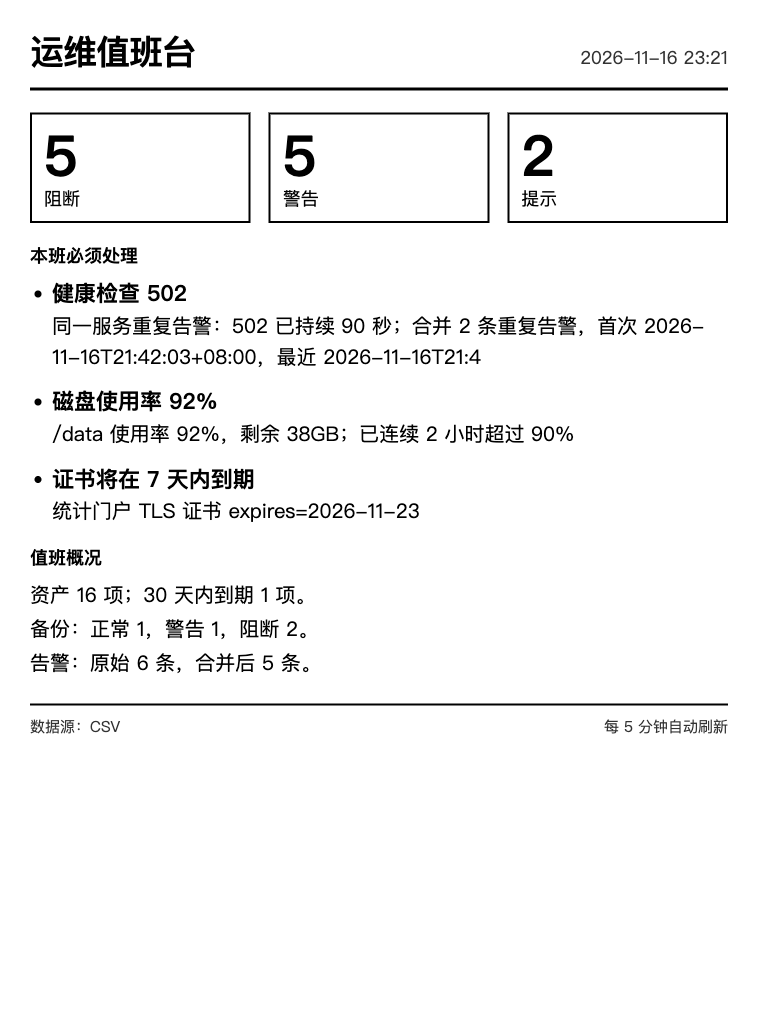 运维值班台
2026-11-16 23:21
5
阻断
5
警告
2
提示
本班必须处理
• 健康检查 502
同一服务重复告警：502 已持续 90 秒；合并 2 条重复告警，首次 2026-
11-16T21:42:03+08:00，最近 2026-11-16T21:4
• 磁盘使用率 92%
/data 使用率 92%，剩余 38GB；已连续 2 小时超过 90%
• 证书将在 7 天内到期
统计门户 TLS 证书 expires=2026-11-23
值班概况
资产 16 项；30 天内到期 1 项。
备份：正常 1，警告 1，阻断 2。
告警：原始 6 条，合并后 5 条。
数据源：CSV
每 5 分钟自动刷新